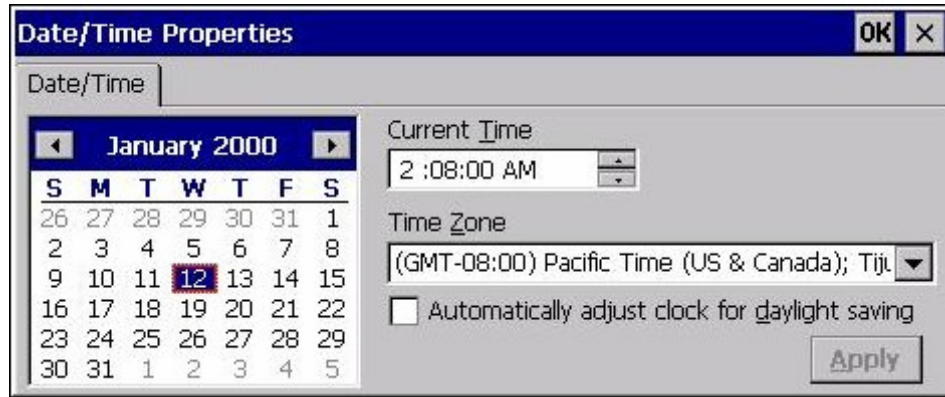 Date/Time Properties OK ×
Date/Time
January 2000
S M T W T F S
26 27 28 29 30 31 1
2 3 4 5 6 7 8
9 10 11 12 13 14 15
16 17 18 19 20 21 22
23 24 25 26 27 28 29
30 31 1 2 3 4 5
Current Time
2 :08:00 AM
Time Zone
(GMT-08:00) Pacific Time (US & Canada); Tiju
Automatically adjust clock for daylight saving
Apply